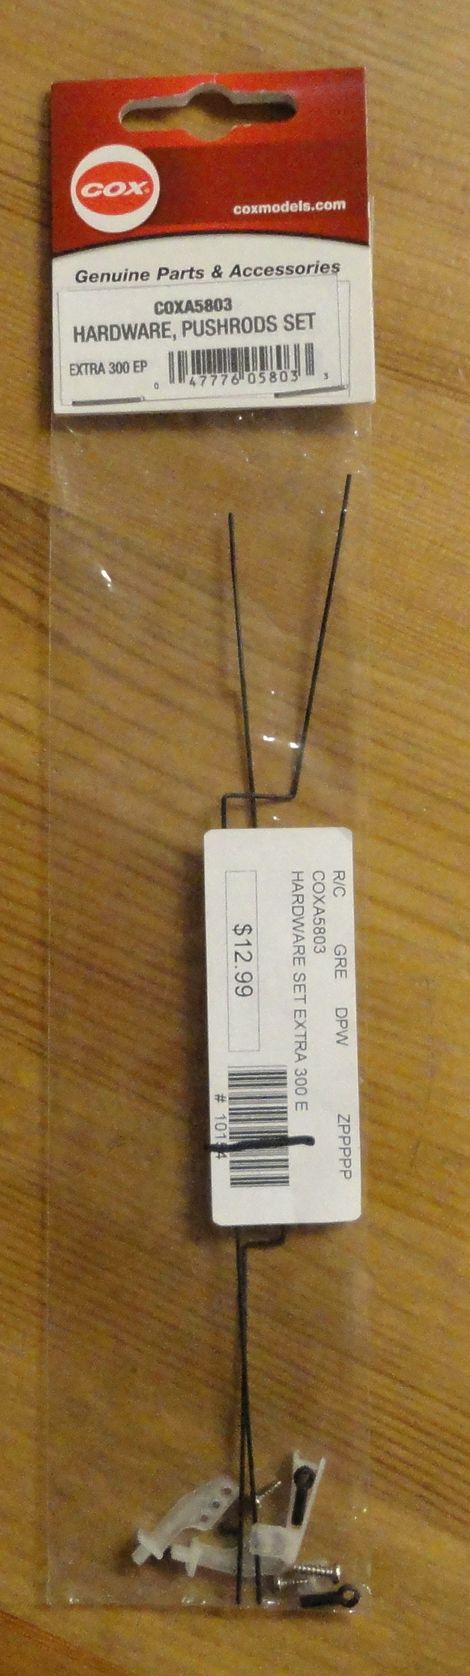 COX
coxmodels.com
Genuine Parts & Accessories
COXA5803
HARDWARE, PUSHRODS SET
EXTRA 300 EP
0 47776 05803 3
R/C GRE DPW ZPPPPP
COXA5803
HARDWARE SET EXTRA 300 E
$12.99